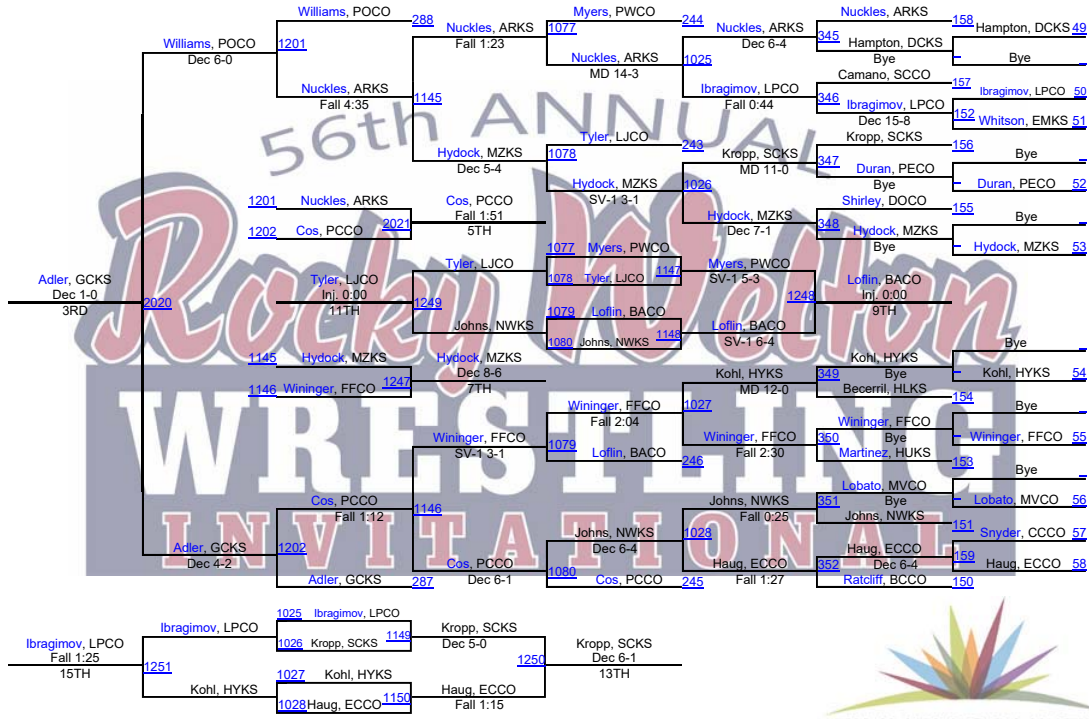 Williams, POCO
288
Nuckles, ARKS
Fall 1:23
Myers, PWCO
244
1077
Nuckles, ARKS
Dec 6-4
Nuckles, ARKS
158
Hampton, DCKS 49
345
Hampton, DCKS
Bye
Bye
Williams, POCO
Dec 6-0
1201
Nuckles, ARKS
MD 14-3
1025
Camano, SCCO
157
Nuckles, ARKS
Fall 4:35
1145
Ibragimov, LPCO
Fall 0:44
346
Ibragimov, LPCO
Dec 15-8
Ibragimov, LPCO 50
152
Whitson, EMKS 51
56th ANNUAL
Tyler, LJCO
243
1078
Hydock, MZKS
Dec 5-4
Kropp, SCKS
MD 11-0
Kropp, SCKS
156
347
Duran, PECO
Bye
Bye
Duran, PECO 52
Hydock, MZKS
SV-1 3-1
1026
Hydock, MZKS
Dec 7-1
Shirley, DOCO
155
348
Hydock, MZKS
Bye
Bye
Hydock, MZKS 53
1201
Nuckles, ARKS
1202
Cos, PCCO
2021
Cos, PCCO
Fall 1:51
5TH
Rocky Welton
Adler, GCKS
Dec 1-0
3RD
2020
Tyler, LJCO
Inj. 0:00
11TH
1249
Tyler, LJCO
Johns, NWKS
1077
Myers, PWCO
1078
Tyler, LJCO
1147
Myers, PWCO
SV-1 5-3
1079
Loflin, BACO
1080
Johns, NWKS
1148
Loflin, BACO
SV-1 6-4
1248
Loflin, BACO
Inj. 0:00
9TH
1145
Hydock, MZKS
1146
Wininger, FFCO
1247
Hydock, MZKS
Dec 8-6
7TH
WRESTLING
INVITATIONAL
Kohl, HYKS
MD 12-0
349
Kohl, HYKS
Bye
Becerril, HLKS
154
Bye
Kohl, HYKS 54
Wininger, FFCO
Fall 2:04
1027
Wininger, FFCO
Fall 2:30
350
Wininger, FFCO
Bye
Martinez, HUKS
153
Bye
Wininger, FFCO 55
Wininger, FFCO
SV-1 3-1
1079
Loflin, BACO
246
Cos, PCCO
Fall 1:12
1146
Johns, NWKS
Fall 0:25
351
Lobato, MVCO
Bye
Johns, NWKS
151
Bye
Lobato, MVCO 56
Adler, GCKS
Dec 4-2
1202
Johns, NWKS
Dec 6-4
1028
Haug, ECCO
Fall 1:27
352
Haug, ECCO
Dec 6-4
Ratcliff, BCCO
150
Snyder, CCCO 57
159
Haug, ECCO 58
Adler, GCKS
287
Cos, PCCO
Dec 6-1
1080
Cos, PCCO
245
Ibragimov, LPCO
Fall 1:25
15TH
1251
Ibragimov, LPCO
Kohl, HYKS
1025
Ibragimov, LPCO
1026
Kropp, SCKS
1149
Kropp, SCKS
Dec 5-0
1027
Kohl, HYKS
1028
Haug, ECCO
1150
Haug, ECCO
Fall 1:15
1250
Kropp, SCKS
Dec 6-1
13TH